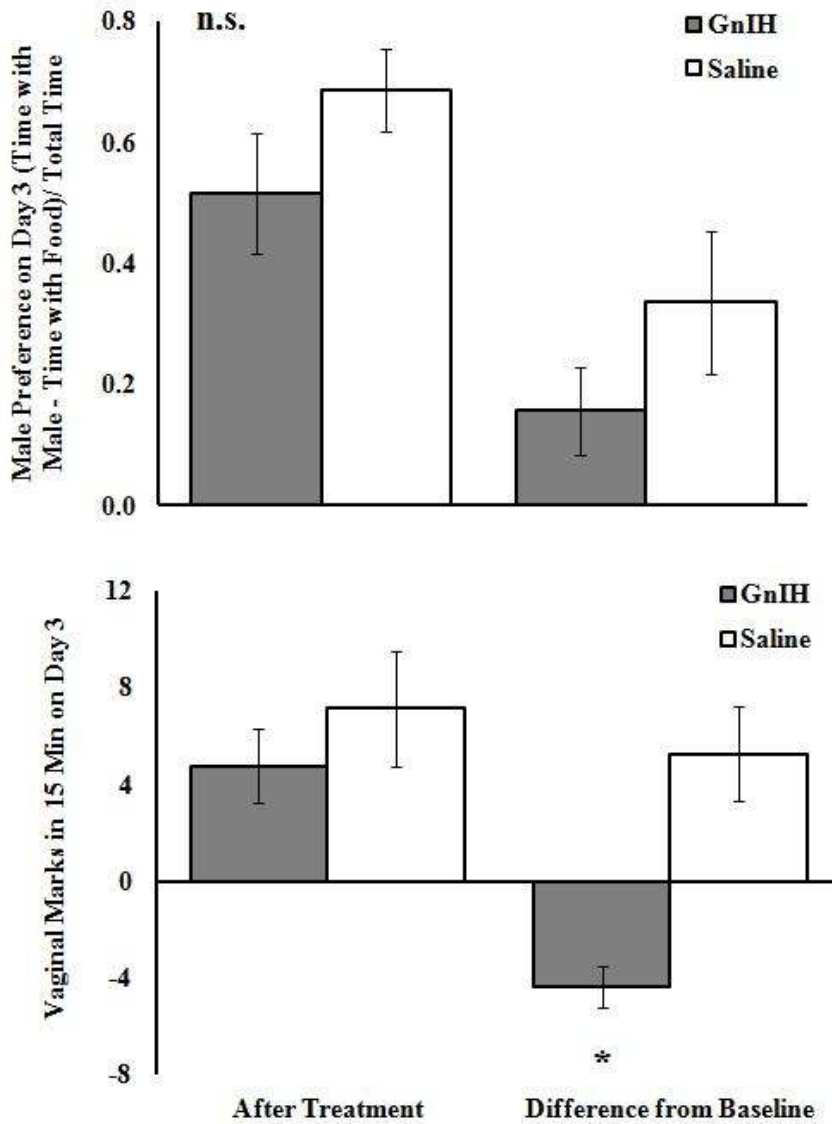 0.8
n.s.
GnIH
Saline
0.6
0.4
0.2
0.0
Male Preference on Day 3 (Time with
Male - Time with Food)/ Total Time
12
GnIH
Saline
8
4
0
-4
-8
Vaginal Marks in 15 Min on Day 3
*
After Treatment
Difference from Baseline